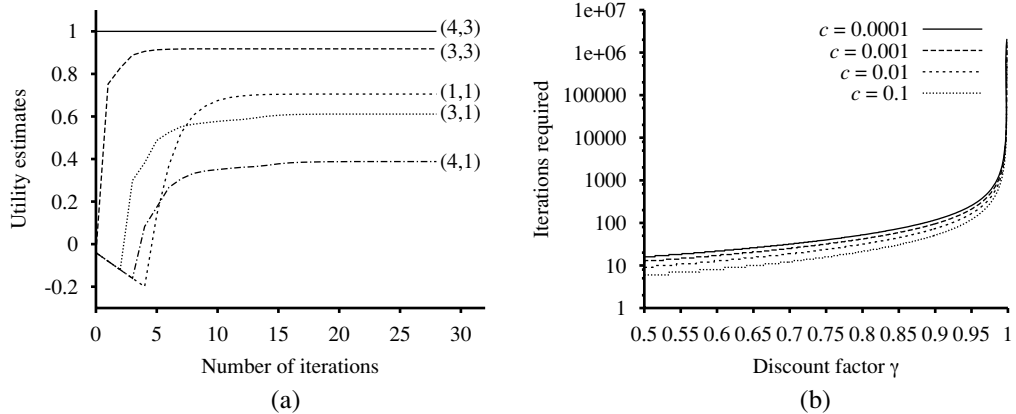 1
0.8
0.6
0.4
0.2
0
-0.2
Utility estimates
(4,3)
(3,3)
(1,1)
(3,1)
(4,1)
0 5 10 15 20 25 30
Number of iterations
(a)
1e+07
1e+06
100000
10000
1000
100
10
1
Iterations required
c = 0.0001
c = 0.001
c = 0.01
c = 0.1
0.5 0.55 0.6 0.65 0.7 0.75 0.8 0.85 0.9 0.95 1
Discount factor γ
(b)